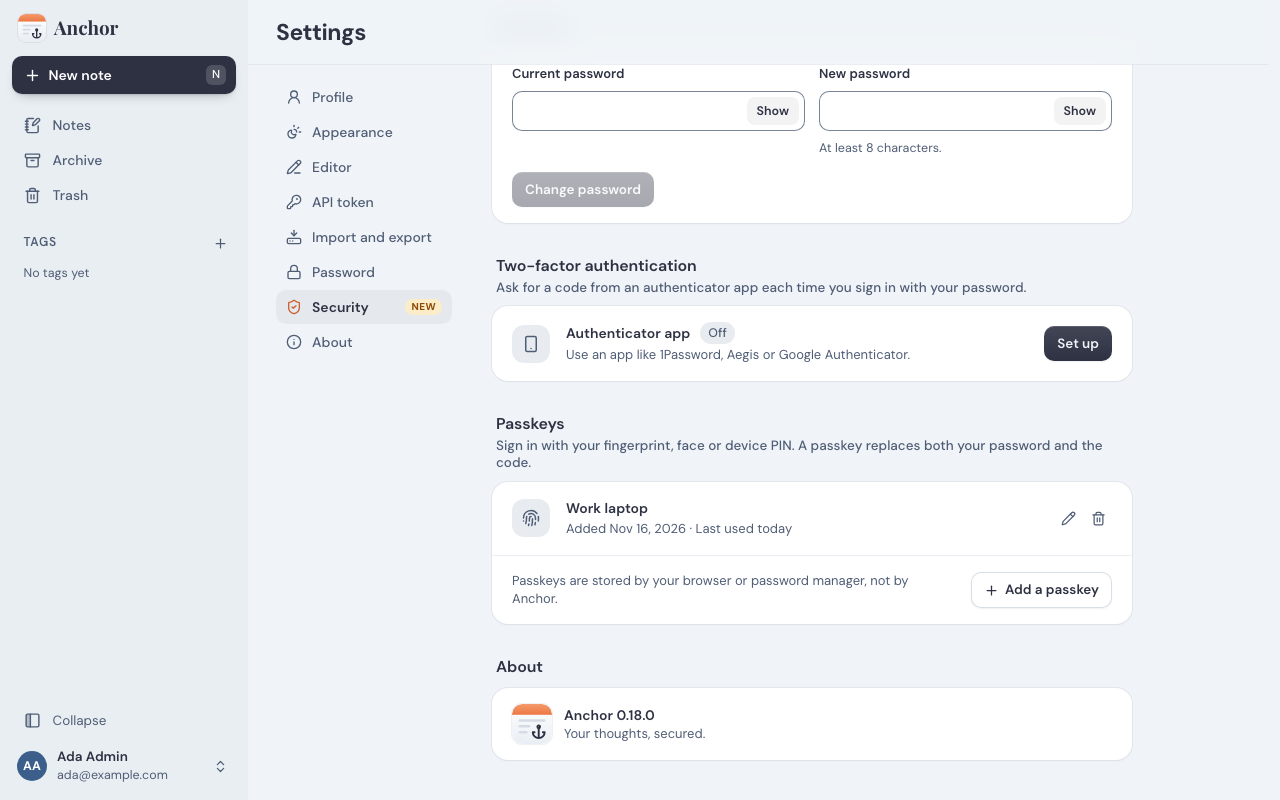 Anchor
New note N
Notes
Archive
Trash
TAGS
No tags yet
Collapse
AA
Ada Admin
ada@example.com
Settings
Profile
Appearance
Editor
API token
Import and export
Password
Security NEW
About
Current password
Show
New password
Show
At least 8 characters.
Change password
Two-factor authentication
Ask for a code from an authenticator app each time you sign in with your password.
Authenticator app Off
Use an app like 1Password, Aegis or Google Authenticator.
Set up
Passkeys
Sign in with your fingerprint, face or device PIN. A passkey replaces both your password and the
code.
Work laptop
Added Nov 16, 2026 · Last used today
Passkeys are stored by your browser or password manager, not by
Anchor.
Add a passkey
About
Anchor 0.18.0
Your thoughts, secured.